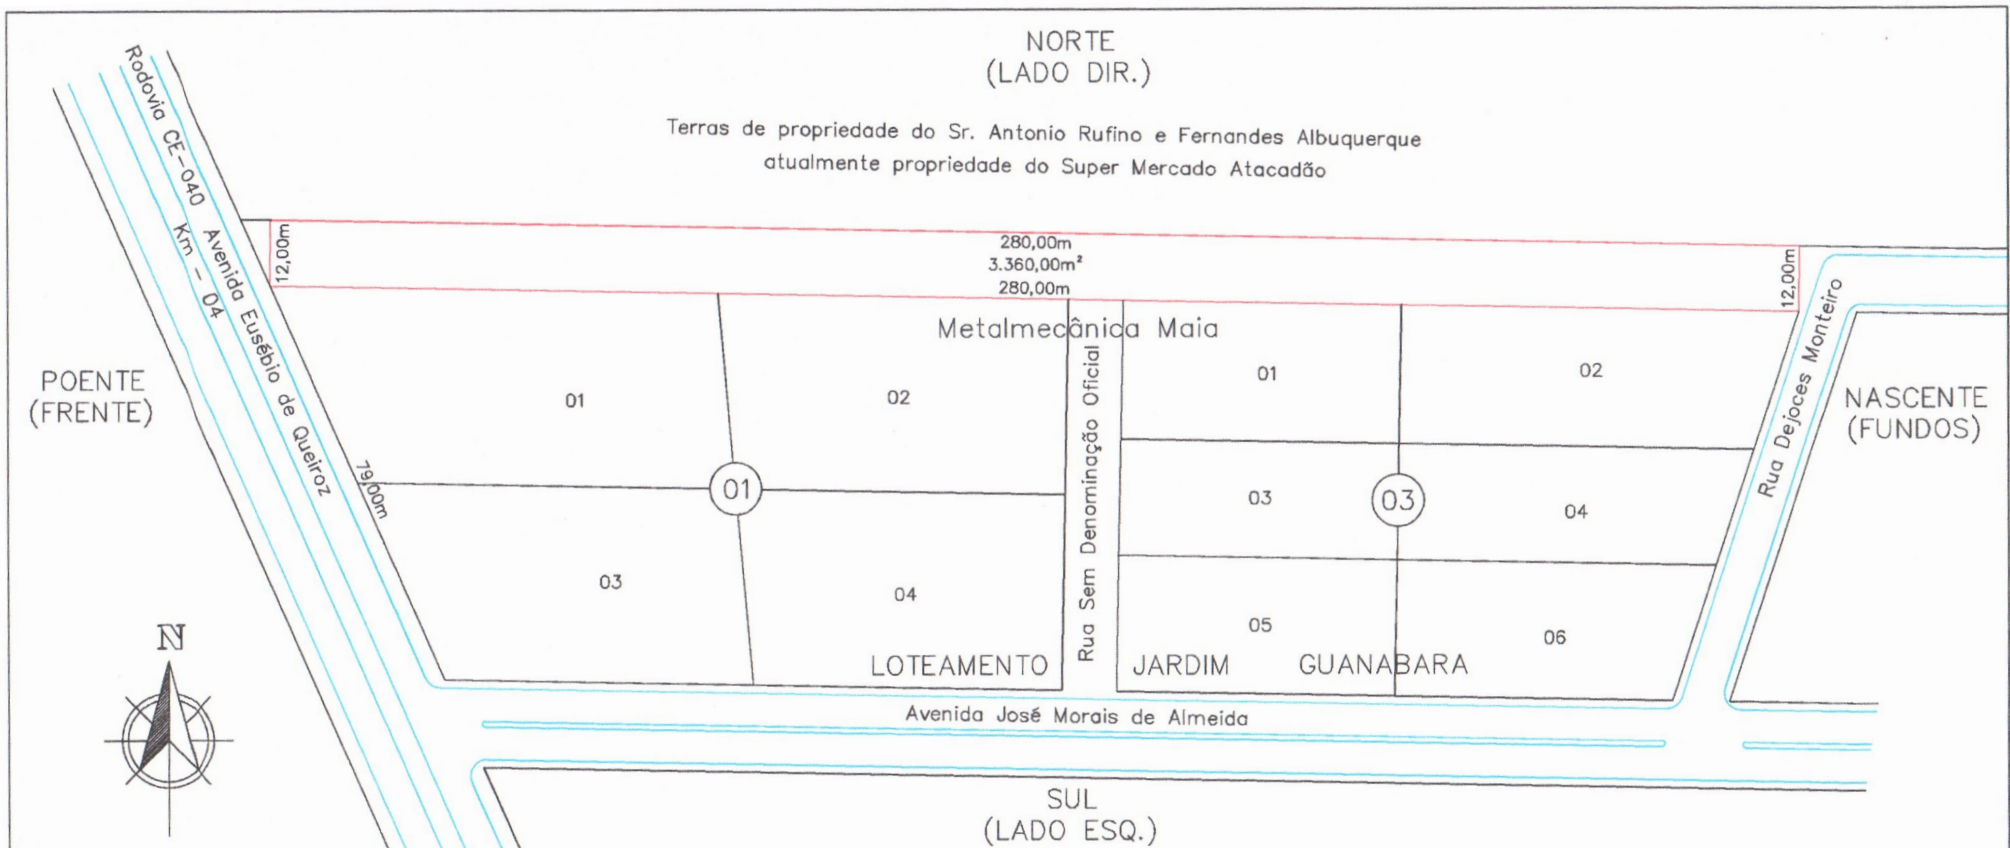 NORTE
(LADO DIR.)
Terras de propriedade do Sr. Antonio Rufino e Fernandes Albuquerque
atualmente propriedade do Super Mercado Atacadão
Rodovia CE-040 Avenida Eusébio de Queiroz
Km - 04
12,00m
280,00m
3.360,00m²
280,00m
12,00m
Metalmecânica Maia
POENTE
(FRENTE)
01
02
Rua Sem Denominação Oficial
01
02
Rua Dejoces Monteiro
NASCENTE
(FUNDOS)
79,00m
01
03
03
04
03
04
05
06
N
LOTEAMENTO JARDIM GUANABARA
Avenida José Morais de Almeida
SUL
(LADO ESQ.)